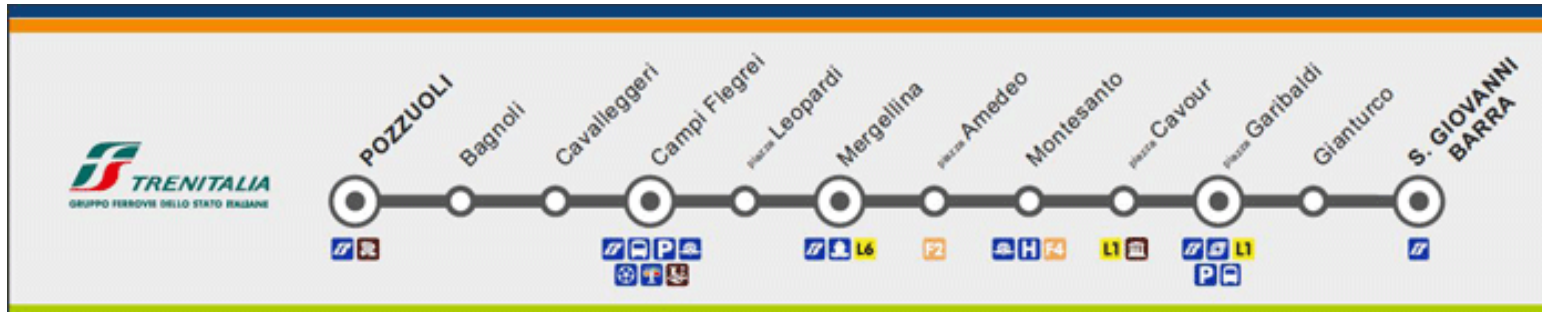 TRENITALIA
GRUPPO FERROVIE DELLO STATO ITALIANE
POZZUOLI
Bagnoli
Cavalleggeri
Campi Flegrei
piazza Leopardi
Mergellina
piazza Amedeo
Montesanto
piazza Cavour
piazza Garibaldi
Gianturco
S. GIOVANNI
BARRA
P
L6
F2
H F4
L1
L1
P